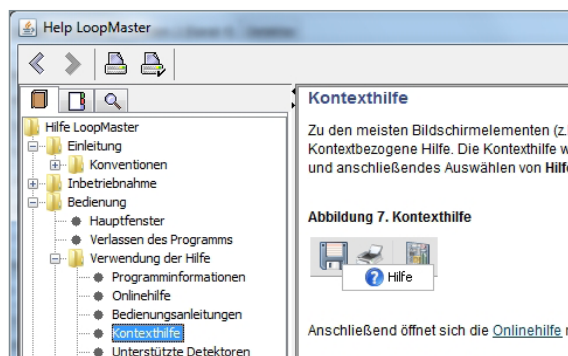 Help LoopMaster
Hilfe LoopMaster
Einleitung
Konventionen
Inbetriebnahme
Bedienung
Hauptfenster
Verlassen des Programms
Verwendung der Hilfe
Programminformationen
Onlinehilfe
Bedienungsanleitungen
Kontexthilfe
Unterstützte Detektoren
Kontexthilfe
Zu den meisten Bildschirmelementen (z.
Kontextbezogene Hilfe. Die Kontexthilfe w
und anschließendes Auswählen von Hilfe
Abbildung 7. Kontexthilfe
Hilfe
Anschließend öffnet sich die Onlinehilfe